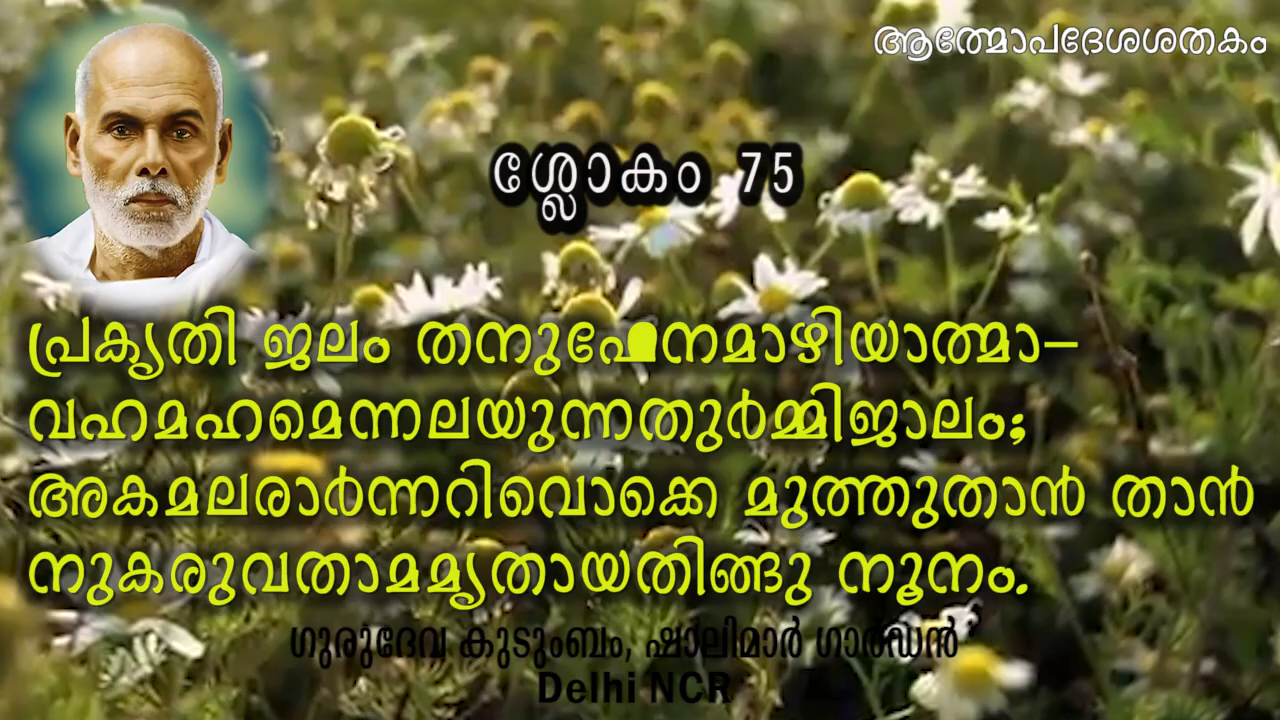 ആത്മോപദേശശതകം
ശ്ലോകം 75
പ്രകൃതി ജലം തനുഫേനമാഴിയാത്മാ–
വഹമഹമെന്നലയുന്നതുർമ്മിജാലം;
അകമലരാർന്നറിവൊക്കെ മുത്തുതാൻ താൻ
നുകരുവതാമമൃതായതിങ്ങു നൂനം.
ഗുരുദേവ കുടുംബം, ഷാലിമാർ ഗാർഡൻ
Delhi NCR